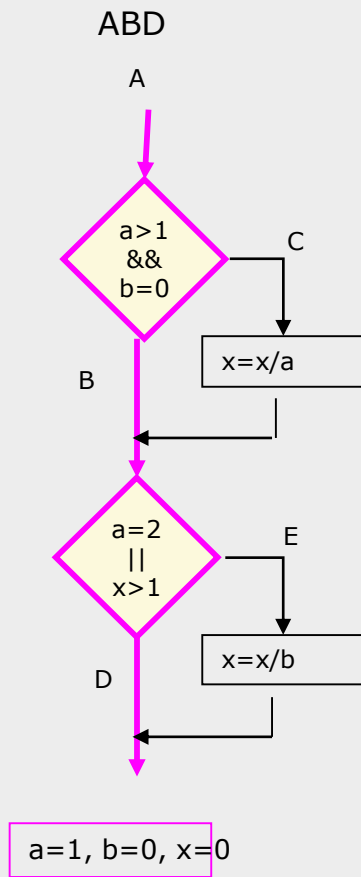 ABD
A
a>1
&&
b=0
C
x=x/a
B
a=2
||
x>1
E
x=x/b
D
a=1, b=0, x=0